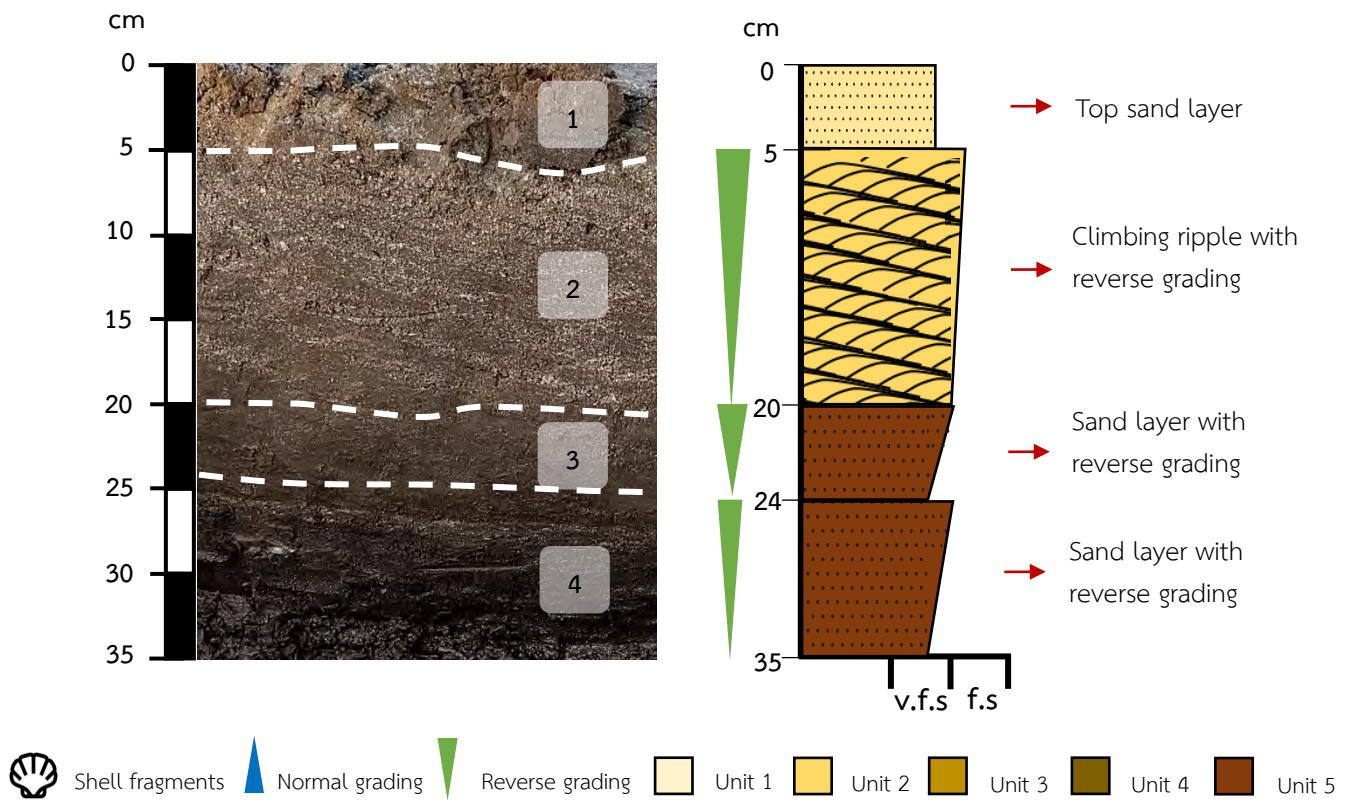 cm
0
5
10
15
20
25
30
35
1
2
3
4
cm
0
5
20
24
35
v.f.s f.s
Top sand layer
Climbing ripple with
reverse grading
Sand layer with
reverse grading
Sand layer with
reverse grading
Shell fragments
Normal grading
Reverse grading
Unit 1
Unit 2
Unit 3
Unit 4
Unit 5